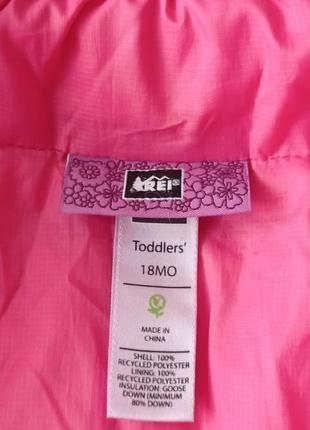 REI®
Toddlers'
18MO
MADE IN
CHINA
SHELL: 100%
RECYCLED POLYESTER
LINING: 100%
RECYCLED POLYESTER
INSULATION: GOOSE
DOWN (MINIMUM
80% DOWN)